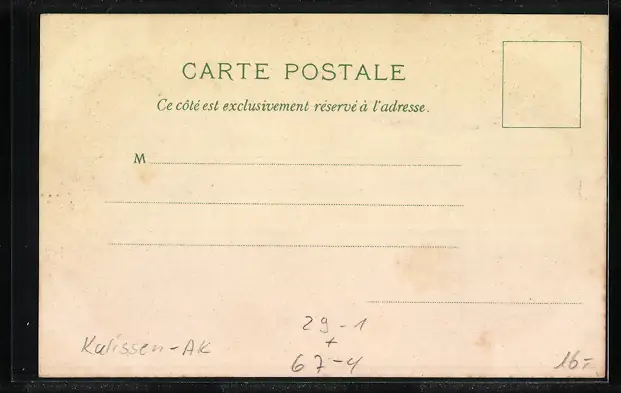 CARTE POSTALE
Ce côté est exclusivement réservé à l'adresse.
M
29-1
+
Kulissen-AK
67-4
16.-